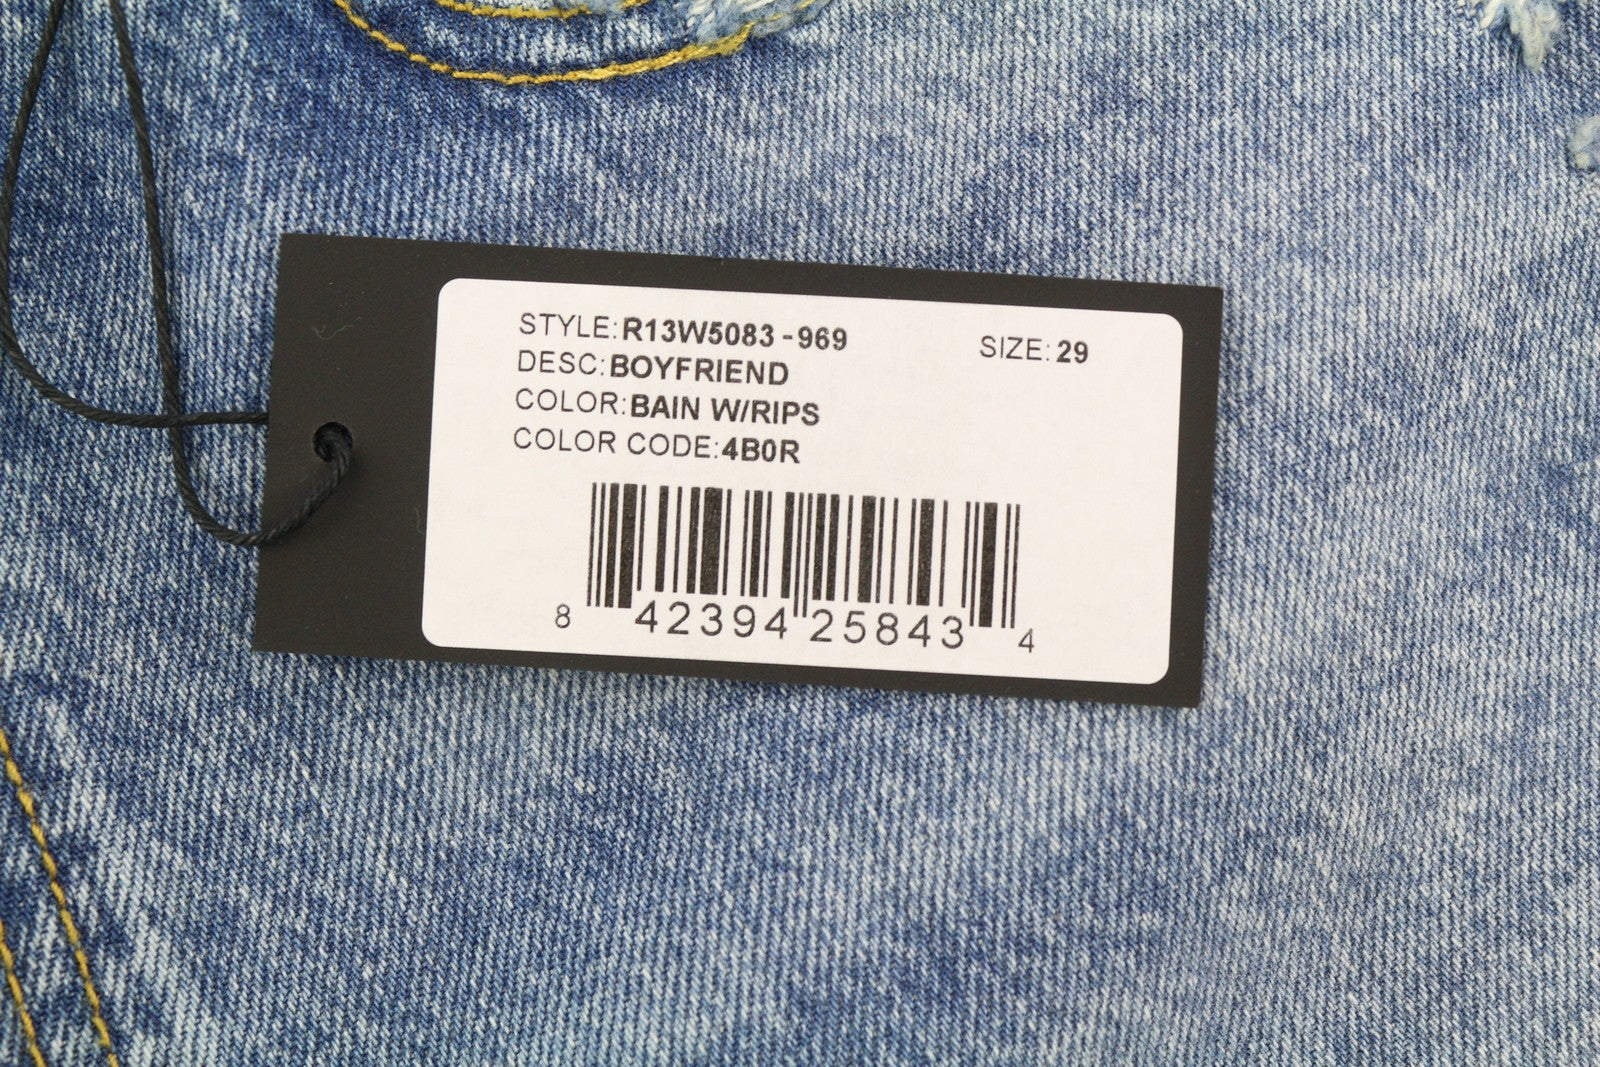 STYLE: R13W5083 - 969 SIZE: 29
DESC: BOYFRIEND
COLOR: BAIN W/RIPS
COLOR CODE: 4B0R
8 42394 25843 4